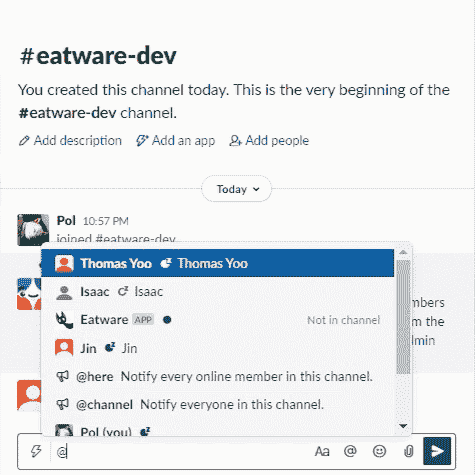 #eatware-dev
You created this channel today. This is the very beginning of the
#eatware-dev channel.
Add description Add an app Add people
Today
Pol 10:57 PM
joined #eatware-dev
Thomas Yoo Thomas Yoo
Isaac Isaac
Eatware APP Not in channel
mbers
m the
Jin Jin
dmin
@here Notify every online member in this channel.
@channel Notify everyone in this channel.
Pol (you)
@ Aa @